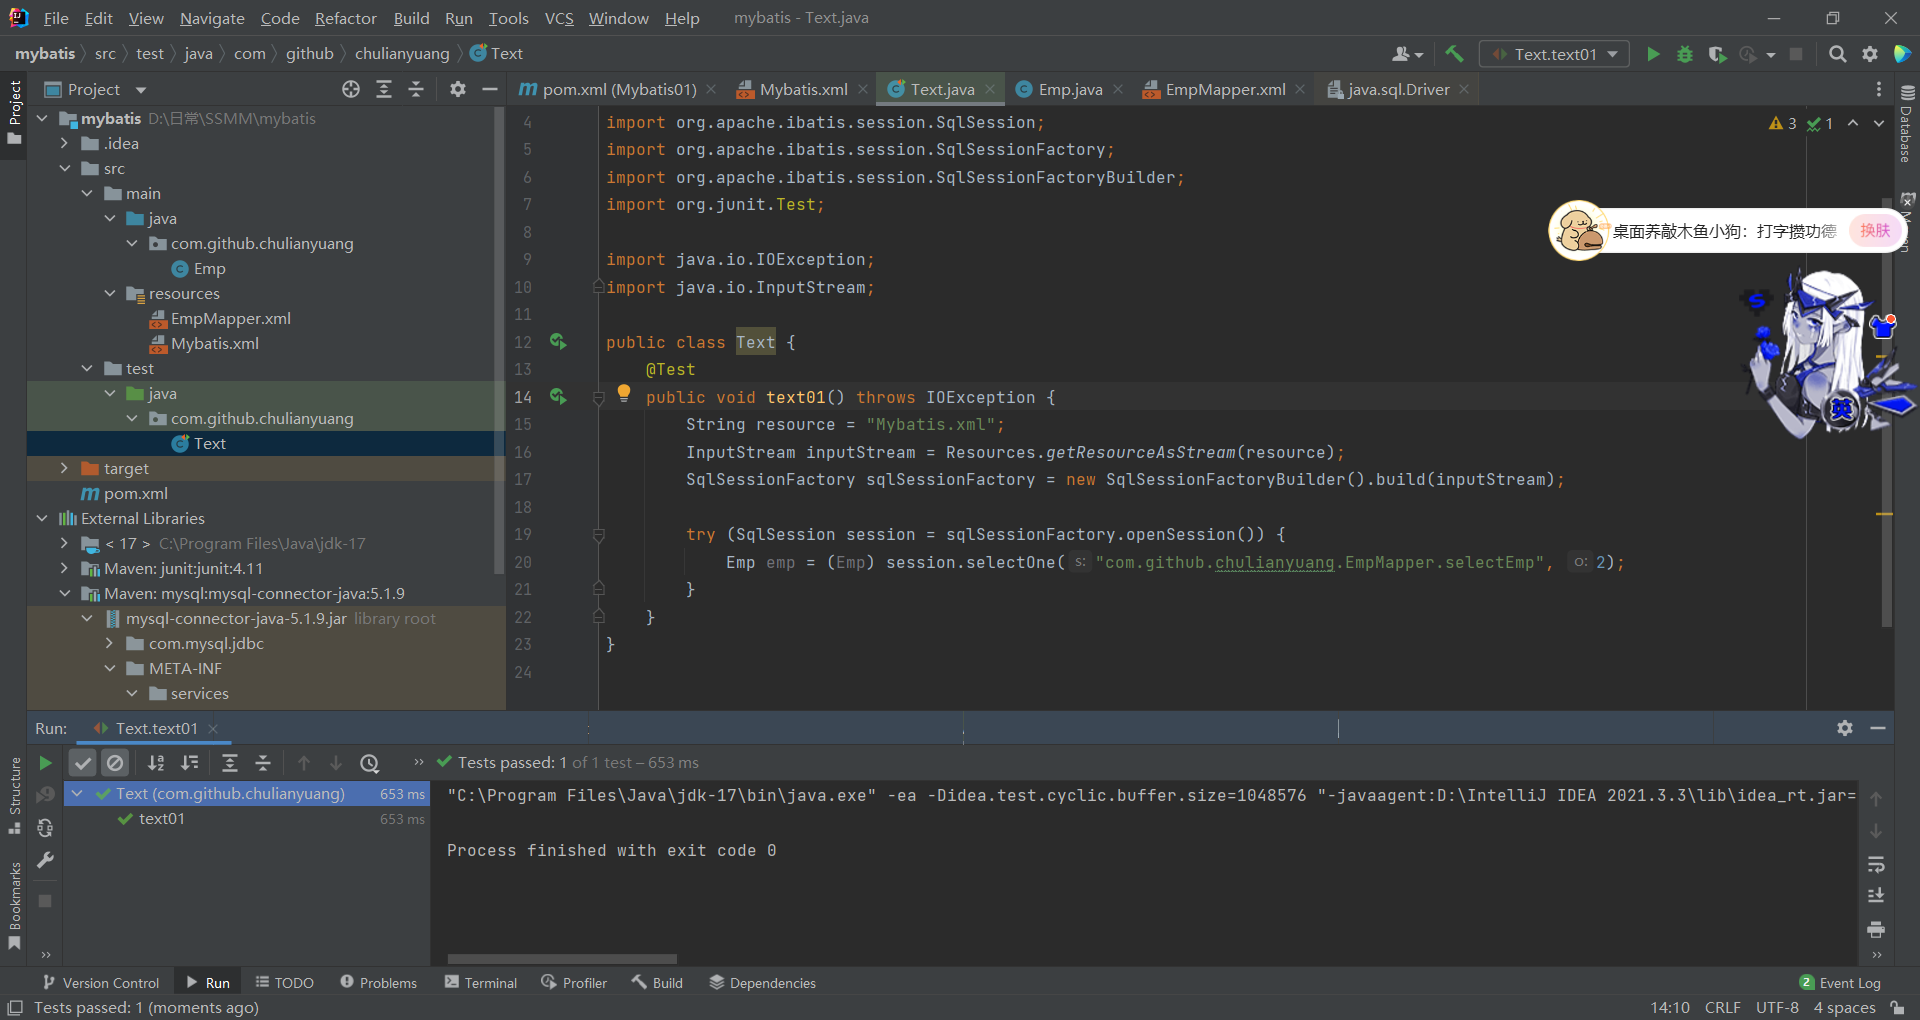 File Edit View Navigate Code Refactor Build Run Tools VCS Window Help mybatis - Text.java
mybatis src test java com github chulianyuang Text
Text.text01
Project
pom.xml (Mybatis01) Mybatis.xml Text.java Emp.java EmpMapper.xml java.sql.Driver
Project
Database
mybatis D:\日常\SSMM\mybatis
.idea
src
main
java
com.github.chulianyuang
Emp
resources
EmpMapper.xml
Mybatis.xml
test
java
com.github.chulianyuang
Text
target
pom.xml
External Libraries
< 17 > C:\Program Files\Java\jdk-17
Maven: junit:junit:4.11
Maven: mysql:mysql-connector-java:5.1.9
mysql-connector-java-5.1.9.jar library root
com.mysql.jdbc
META-INF
services
3 1
4 import org.apache.ibatis.session.SqlSession;
5 import org.apache.ibatis.session.SqlSessionFactory;
6 import org.apache.ibatis.session.SqlSessionFactoryBuilder;
7 import org.junit.Test;
8
9 import java.io.IOException;
10 import java.io.InputStream;
11
12 public class Text {
13 @Test
14 public void text01() throws IOException {
15 String resource = "Mybatis.xml";
16 InputStream inputStream = Resources.getResourceAsStream(resource);
17 SqlSessionFactory sqlSessionFactory = new SqlSessionFactoryBuilder().build(inputStream);
18
19 try (SqlSession session = sqlSessionFactory.openSession()) {
20 Emp emp = (Emp) session.selectOne( s: "com.github.chulianyuang.EmpMapper.selectEmp", o: 2);
21 }
22 }
23 }
24
桌面养敲木鱼小狗：打字攒功德 换肤
S
英
Run: Text.text01
Tests passed: 1 of 1 test – 653 ms
Text (com.github.chulianyuang) 653 ms
text01 653 ms
"C:\Program Files\Java\jdk-17\bin\java.exe" -ea -Didea.test.cyclic.buffer.size=1048576 "-javaagent:D:\IntelliJ IDEA 2021.3.3\lib\idea_rt.jar=
Process finished with exit code 0
Structure
Bookmarks
Version Control Run TODO Problems Terminal Profiler Build Dependencies 2 Event Log
Tests passed: 1 (moments ago) 14:10 CRLF UTF-8 4 spaces